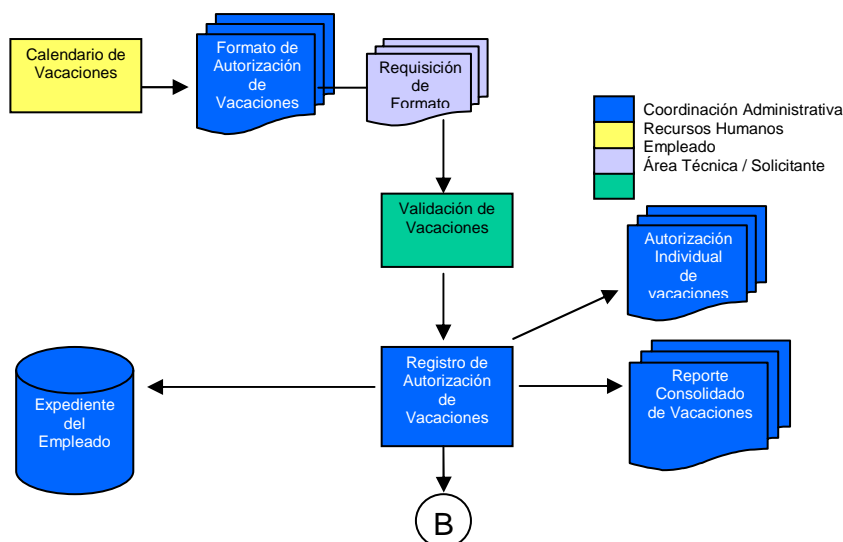 Calendario de
Vacaciones
Formato de
Autorización
de
Vacaciones
Requisición
de
Formato
Coordinación Administrativa
Recursos Humanos
Empleado
Área Técnica / Solicitante
Validación de
Vacaciones
Autorización
Individual
de
vacaciones
Expediente
del
Empleado
Registro de
Autorización
de
Vacaciones
Reporte
Consolidado
de Vacaciones
B